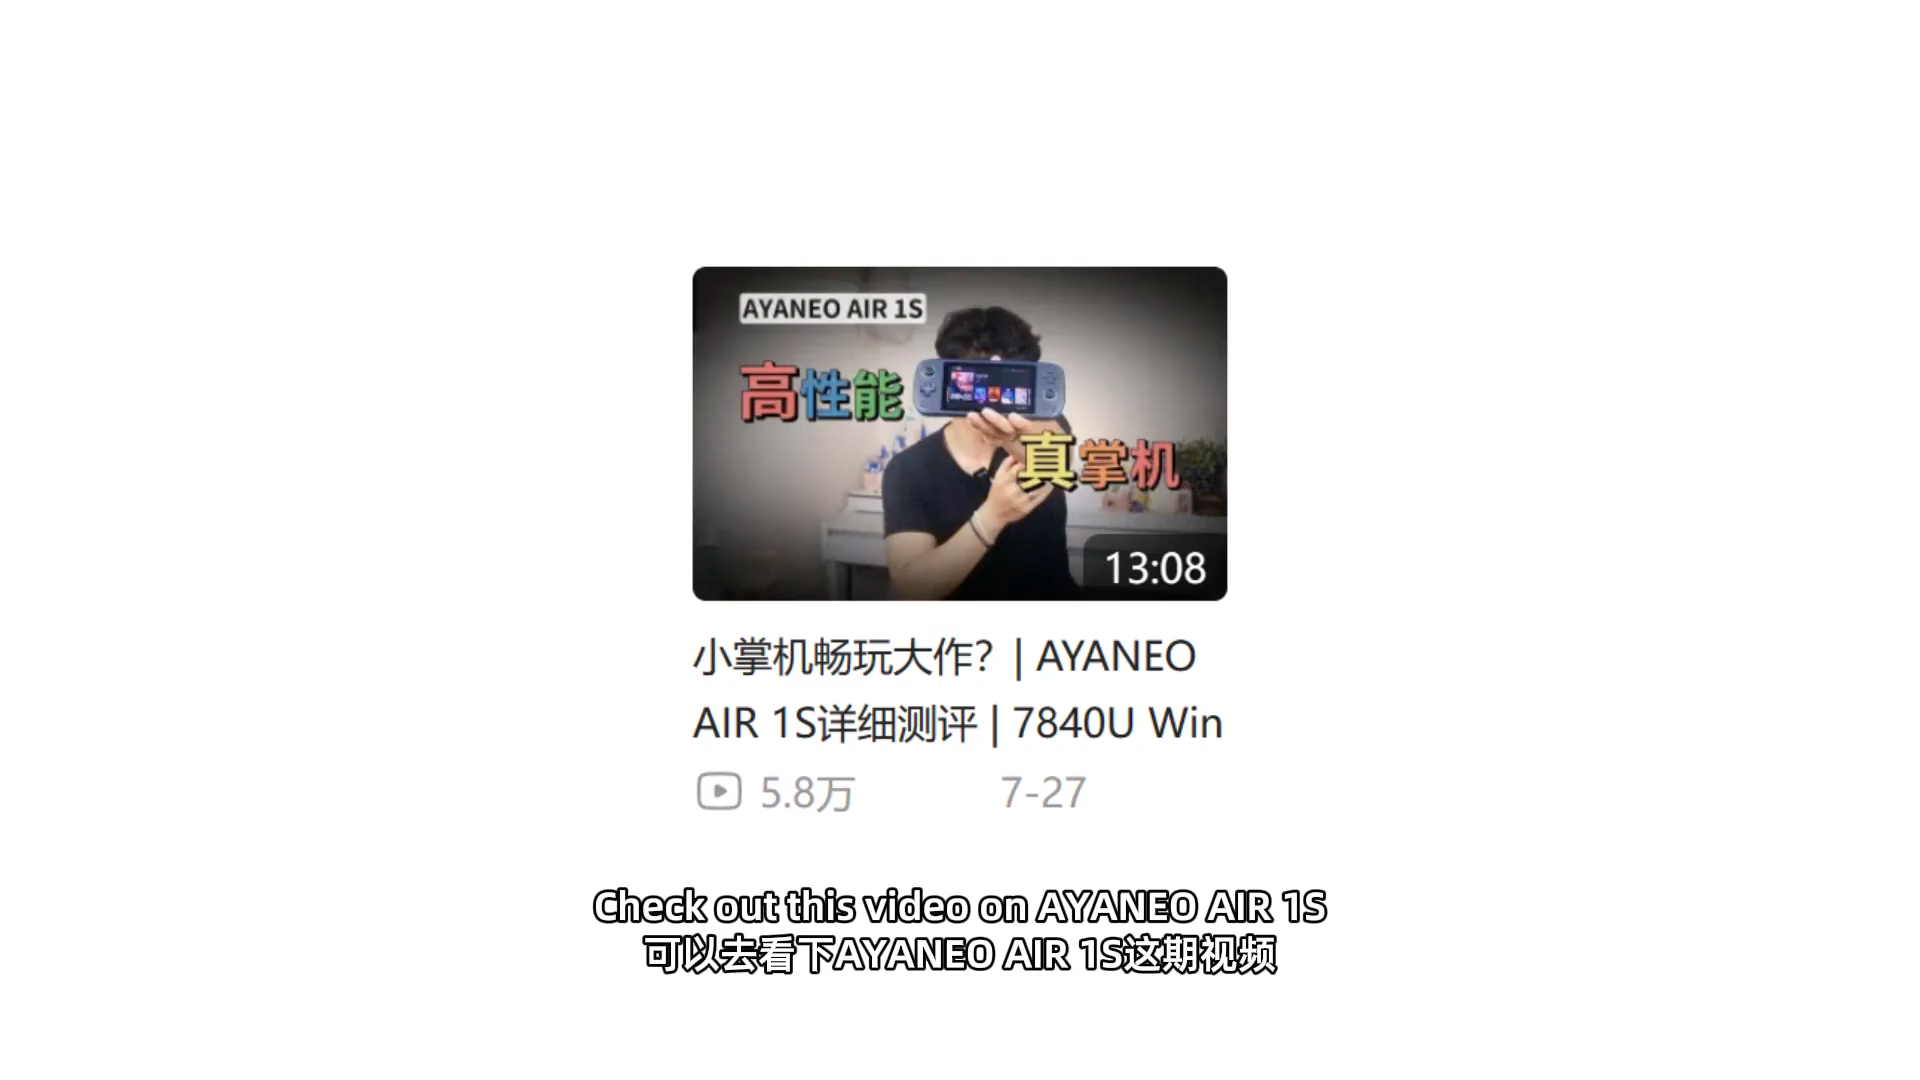 AYANEO AIR 1S
高性能
真掌机
13:08
小掌机畅玩大作？| AYANEO
AIR 1S详细测评 | 7840U Win
5.8万
7-27
Check out this video on AYANEO AIR 1S
可以去看下AYANEO AIR 1S这期视频